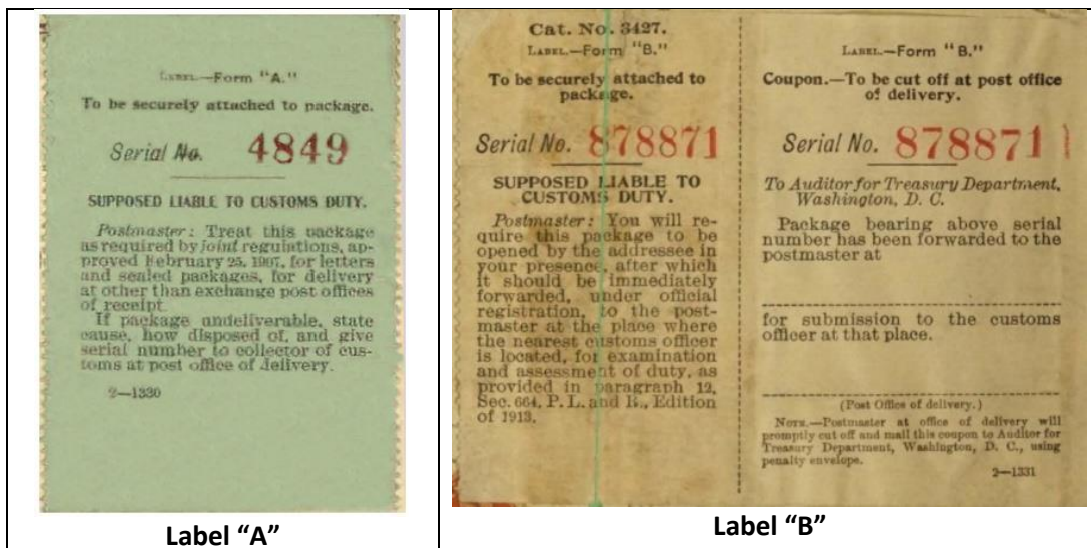 LABEL.—Form "A."
To be securely attached to package.
Serial No. 4849
SUPPOSED LIABLE TO CUSTOMS DUTY.
Postmaster: Treat this package
as required by joint regulations, ap-
proved February 25, 1907, for letters
and sealed packages, for delivery
at other than exchange post offices
of receipt.
If package undeliverable, state
cause, how disposed of, and give
serial number to collector of cus-
toms at post office of delivery.
2—1330
Label “A”
Cat. No. 3427.
LABEL.—Form "B."
To be securely attached to
package.
Serial No. 878871
SUPPOSED LIABLE TO
CUSTOMS DUTY.
Postmaster: You will re-
quire this package to be
opened by the addressee in
your presence, after which
it should be immediately
forwarded, under official
registration, to the post-
master at the place where
the nearest customs officer
is located, for examination
and assessment of duty, as
provided in paragraph 12,
Sec. 664, P. L. and R., Edition
of 1913.
LABEL.—Form "B."
Coupon.—To be cut off at post office
of delivery.
Serial No. 878871
To Auditor for Treasury Department,
Washington, D. C.
Package bearing above serial
number has been forwarded to the
postmaster at
for submission to the customs
officer at that place.
(Post Office of delivery.)
NOTE.—Postmaster at office of delivery will
promptly cut off and mail this coupon to Auditor for
Treasury Department, Washington, D. C., using
penalty envelope.
2—1331
Label “B”